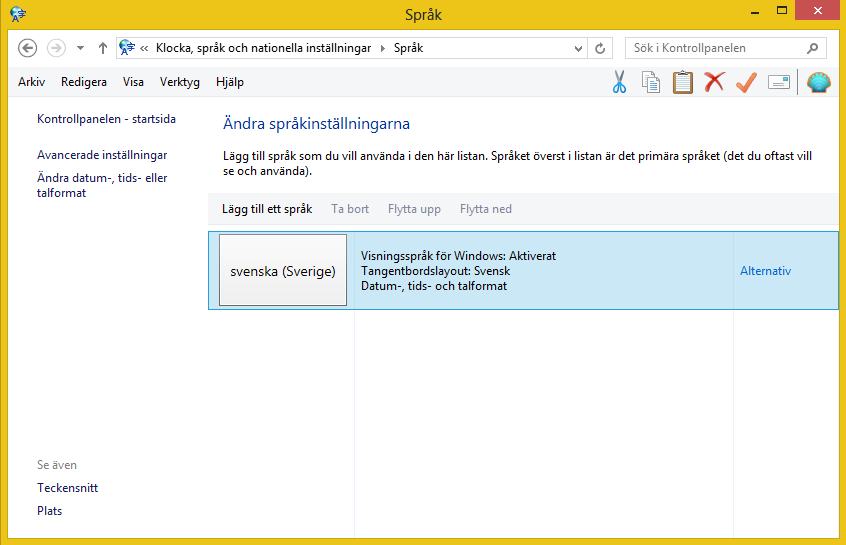 Språk
« Klocka, språk och nationella inställningar Språk
Sök i Kontrollpanelen
Arkiv Redigera Visa Verktyg Hjälp
Kontrollpanelen - startsida
Avancerade inställningar
Ändra datum-, tids- eller
talformat
Ändra språkinställningarna
Lägg till språk som du vill använda i den här listan. Språket överst i listan är det primära språket (det du oftast vill
se och använda).
Lägg till ett språk Ta bort Flytta upp Flytta ned
svenska (Sverige)
Visningsspråk för Windows: Aktiverat
Tangentbordslayout: Svensk
Datum-, tids- och talformat
Alternativ
Se även
Teckensnitt
Plats